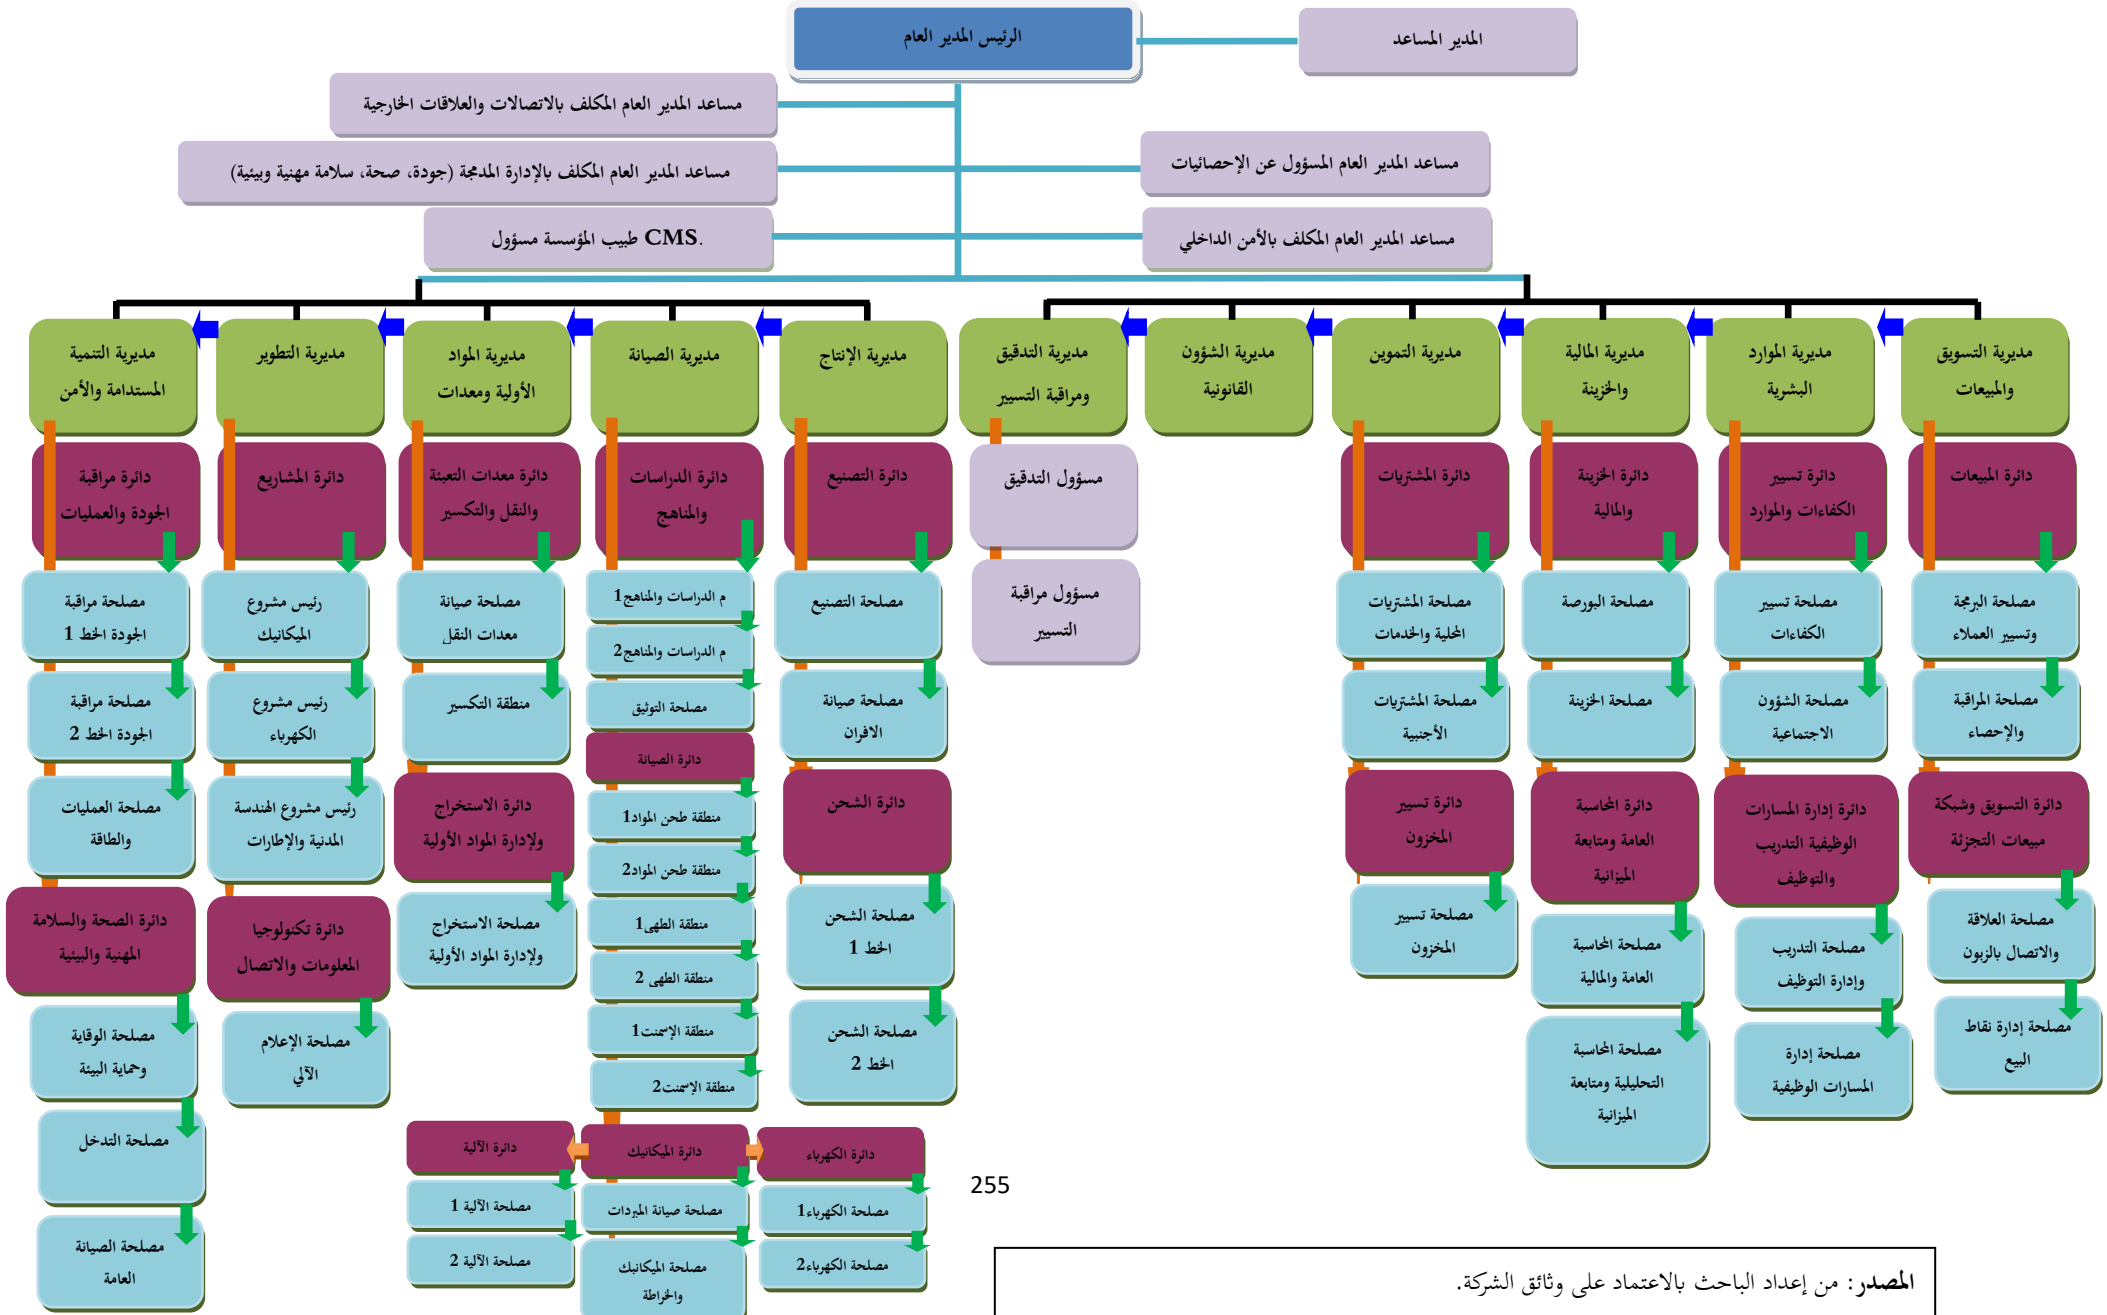 الرئيس المدير العام
المدير المساعد
مساعد المدير العام المكلف بالاتصالات والعلاقات الخارجية
مساعد المدير العام المسؤول عن الإحصائيات
مساعد المدير العام المكلف بالإدارة المدمجة (جودة، صحة، سلامة مهنية وبيئية)
مساعد المدير العام المكلف بالأمن الداخلي
طبيب المؤسسة مسؤول CMS.
مديرية التسويق
والمبيعات
دائرة المبيعات
مصلحة البرمجة
وتسيير العملاء
مصلحة المراقبة
والإحصاء
دائرة التسويق وشبكة
مبيعات التجزئة
مصلحة العلاقة
والاتصال بالزبون
مصلحة إدارة نقاط
البيع
مديرية الموارد
البشرية
دائرة تسيير
الكفاءات والموارد
مصلحة تسيير
الكفاءات
مصلحة الشؤون
الاجتماعية
دائرة إدارة المسارات
الوظيفية التدريب
والتوظيف
مصلحة التدريب
وإدارة التوظيف
مصلحة إدارة
المسارات الوظيفية
مديرية المالية
والخزينة
دائرة الخزينة
والمالية
مصلحة البورصة
مصلحة الخزينة
دائرة المحاسبة
العامة ومتابعة
الميزانية
مصلحة المحاسبة
العامة والمالية
مصلحة المحاسبة
التحليلية ومتابعة
الميزانية
مديرية التموين
دائرة المشتريات
مصلحة المشتريات
المحلية والخدمات
مصلحة المشتريات
الأجنبية
دائرة تسيير
المخزون
مصلحة تسيير
المخزون
مديرية الشؤون
القانونية
مديرية التدقيق
ومراقبة التسيير
مسؤول التدقيق
مسؤول مراقبة
التسيير
مديرية الإنتاج
دائرة التصنيع
مصلحة التصنيع
مصلحة صيانة
الافران
دائرة الشحن
مصلحة الشحن
الخط 1
مصلحة الشحن
الخط 2
مديرية الصيانة
دائرة الدراسات
والمناهج
م الدراسات والمناهج1
م الدراسات والمناهج2
مصلحة التوثيق
دائرة الصيانة
منطقة طحن المواد1
منطقة طحن المواد2
منطقة الطهي1
منطقة الطهي 2
منطقة الإسمنت1
منطقة الإسمنت2
دائرة الكهرباء
مصلحة الكهرباء1
مصلحة الكهرباء2
دائرة الميكانيك
مصلحة صيانة المبردات
مصلحة الميكانيك
والخراطة
دائرة الآلية
مصلحة الآلية 1
مصلحة الآلية 2
مديرية المواد
الأولية ومعدات
دائرة معدات التعبئة
والنقل والتكسير
مصلحة صيانة
معدات النقل
منطقة التكسير
دائرة الاستخراج
ولإدارة المواد الأولية
مصلحة الاستخراج
ولإدارة المواد الأولية
مديرية التطوير
دائرة المشاريع
رئيس مشروع
الميكانيك
رئيس مشروع
الكهرباء
رئيس مشروع الهندسة
المدنية والإطارات
دائرة تكنولوجيا
المعلومات والاتصال
مصلحة الإعلام
الآلي
مديرية التنمية
المستدامة والأمن
دائرة مراقبة
الجودة والعمليات
مصلحة مراقبة
الجودة الخط 1
مصلحة مراقبة
الجودة الخط 2
مصلحة العمليات
والطاقة
دائرة الصحة والسلامة
المهنية والبيئية
مصلحة الوقاية
وحماية البيئة
مصلحة التدخل
مصلحة الصيانة
العامة
255
المصدر: من إعداد الباحث بالاعتماد على وثائق الشركة.